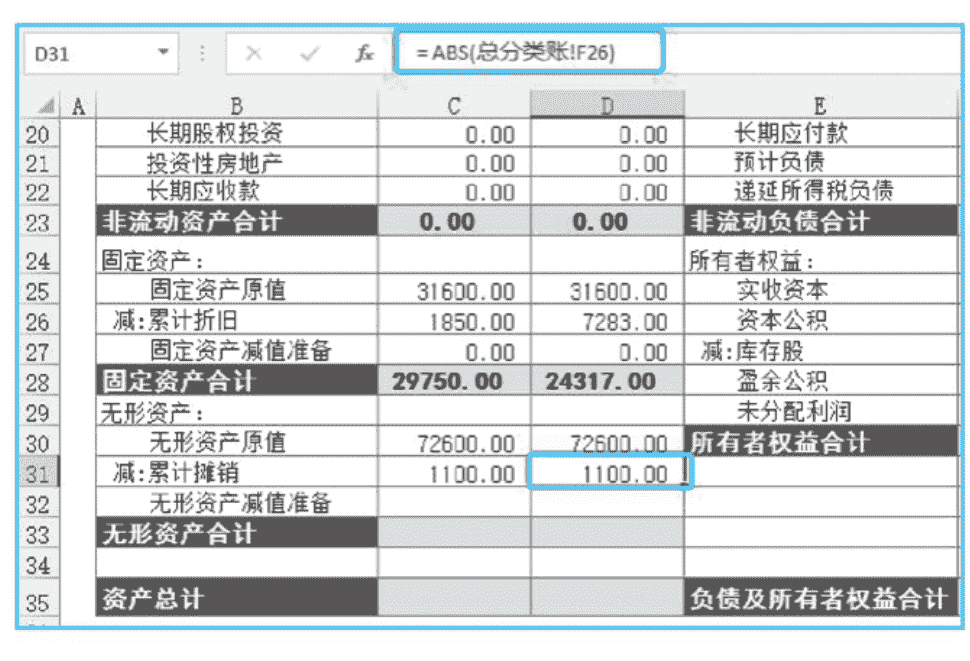 D31 fx =ABS(总分类账!F26)
A B C D E
20 长期股权投资 0.00 0.00 长期应付款
21 投资性房地产 0.00 0.00 预计负债
22 长期应收款 0.00 0.00 递延所得税负债
23 非流动资产合计 0.00 0.00 非流动负债合计
24 固定资产: 所有者权益:
25 固定资产原值 31600.00 31600.00 实收资本
26 减:累计折旧 1850.00 7283.00 资本公积
27 固定资产减值准备 0.00 0.00 减:库存股
28 固定资产合计 29750.00 24317.00 盈余公积
29 无形资产: 未分配利润
30 无形资产原值 72600.00 72600.00 所有者权益合计
31 减:累计摊销 1100.00 1100.00
32 无形资产减值准备
33 无形资产合计
34
35 资产总计 负债及所有者权益合计